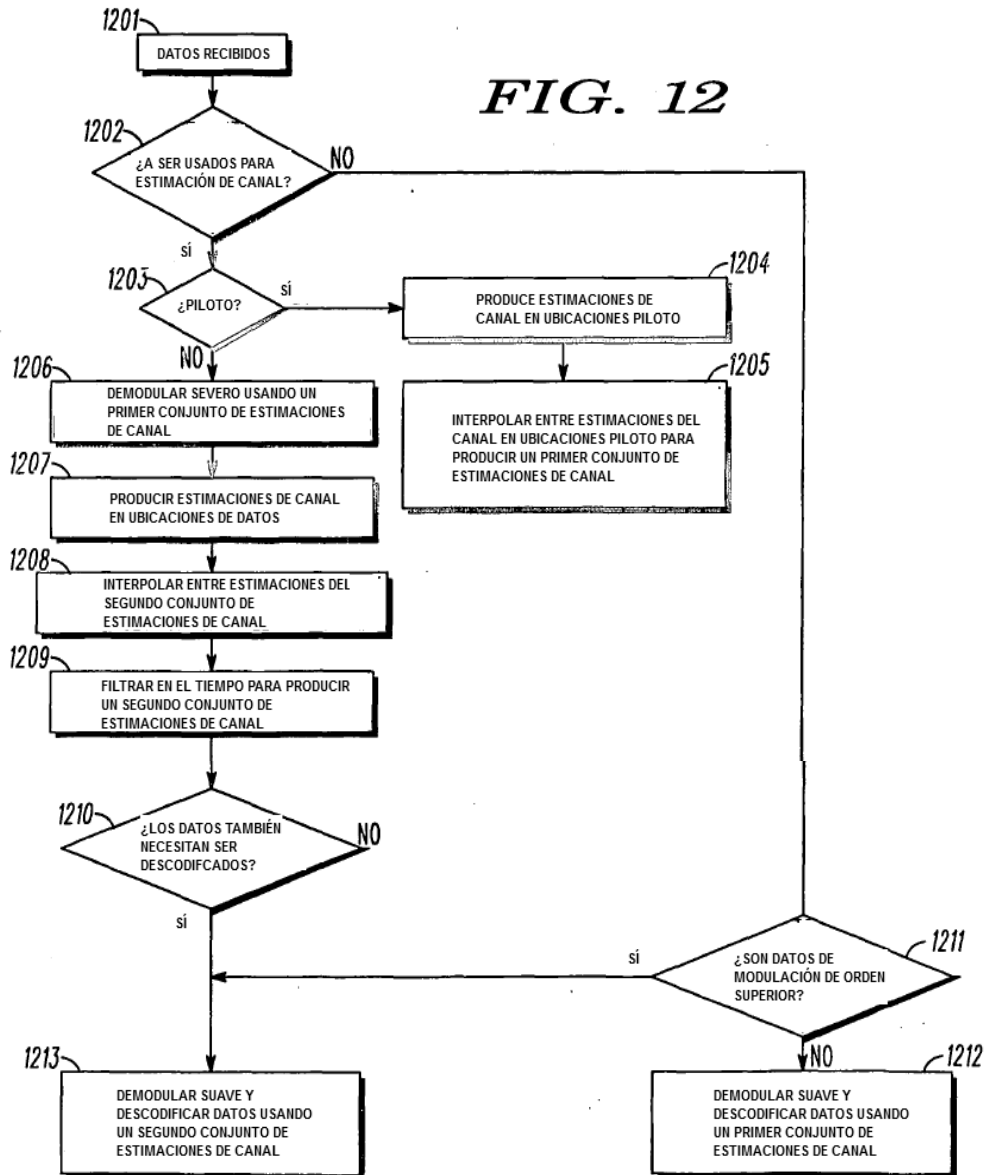 1201
DATOS RECIBIDOS
FIG. 12
1202
¿A SER USADOS PARA
ESTIMACIÓN DE CANAL?
NO
sí
1203
¿PILOTO?
sí
NO
1204
PRODUCE ESTIMACIONES DE
CANAL EN UBICACIONES PILOTO
1205
INTERPOLAR ENTRE ESTIMACIONES DEL
CANAL EN UBICACIONES PILOTO PARA
PRODUCIR UN PRIMER CONJUNTO DE
ESTIMACIONES DE CANAL
1206
DEMODULAR SEVERO USANDO UN
PRIMER CONJUNTO DE ESTIMACIONES
DE CANAL
1207
PRODUCIR ESTIMACIONES DE CANAL
EN UBICACIONES DE DATOS
1208
INTERPOLAR ENTRE ESTIMACIONES DEL
SEGUNDO CONJUNTO DE
ESTIMACIONES DE CANAL
1209
FILTRAR EN EL TIEMPO PARA PRODUCIR
UN SEGUNDO CONJUNTO DE
ESTIMACIONES DE CANAL
1210
¿LOS DATOS TAMBIÉN
NECESITAN SER
DESCODIFCADOS?
NO
sí
1211
¿SON DATOS DE
MODULACIÓN DE ORDEN
SUPERIOR?
sí
NO
1213
DEMODULAR SUAVE Y
DESCODIFICAR DATOS USANDO
UN SEGUNDO CONJUNTO DE
ESTIMACIONES DE CANAL
1212
DEMODULAR SUAVE Y
DESCODIFICAR DATOS USANDO
UN PRIMER CONJUNTO DE
ESTIMACIONES DE CANAL